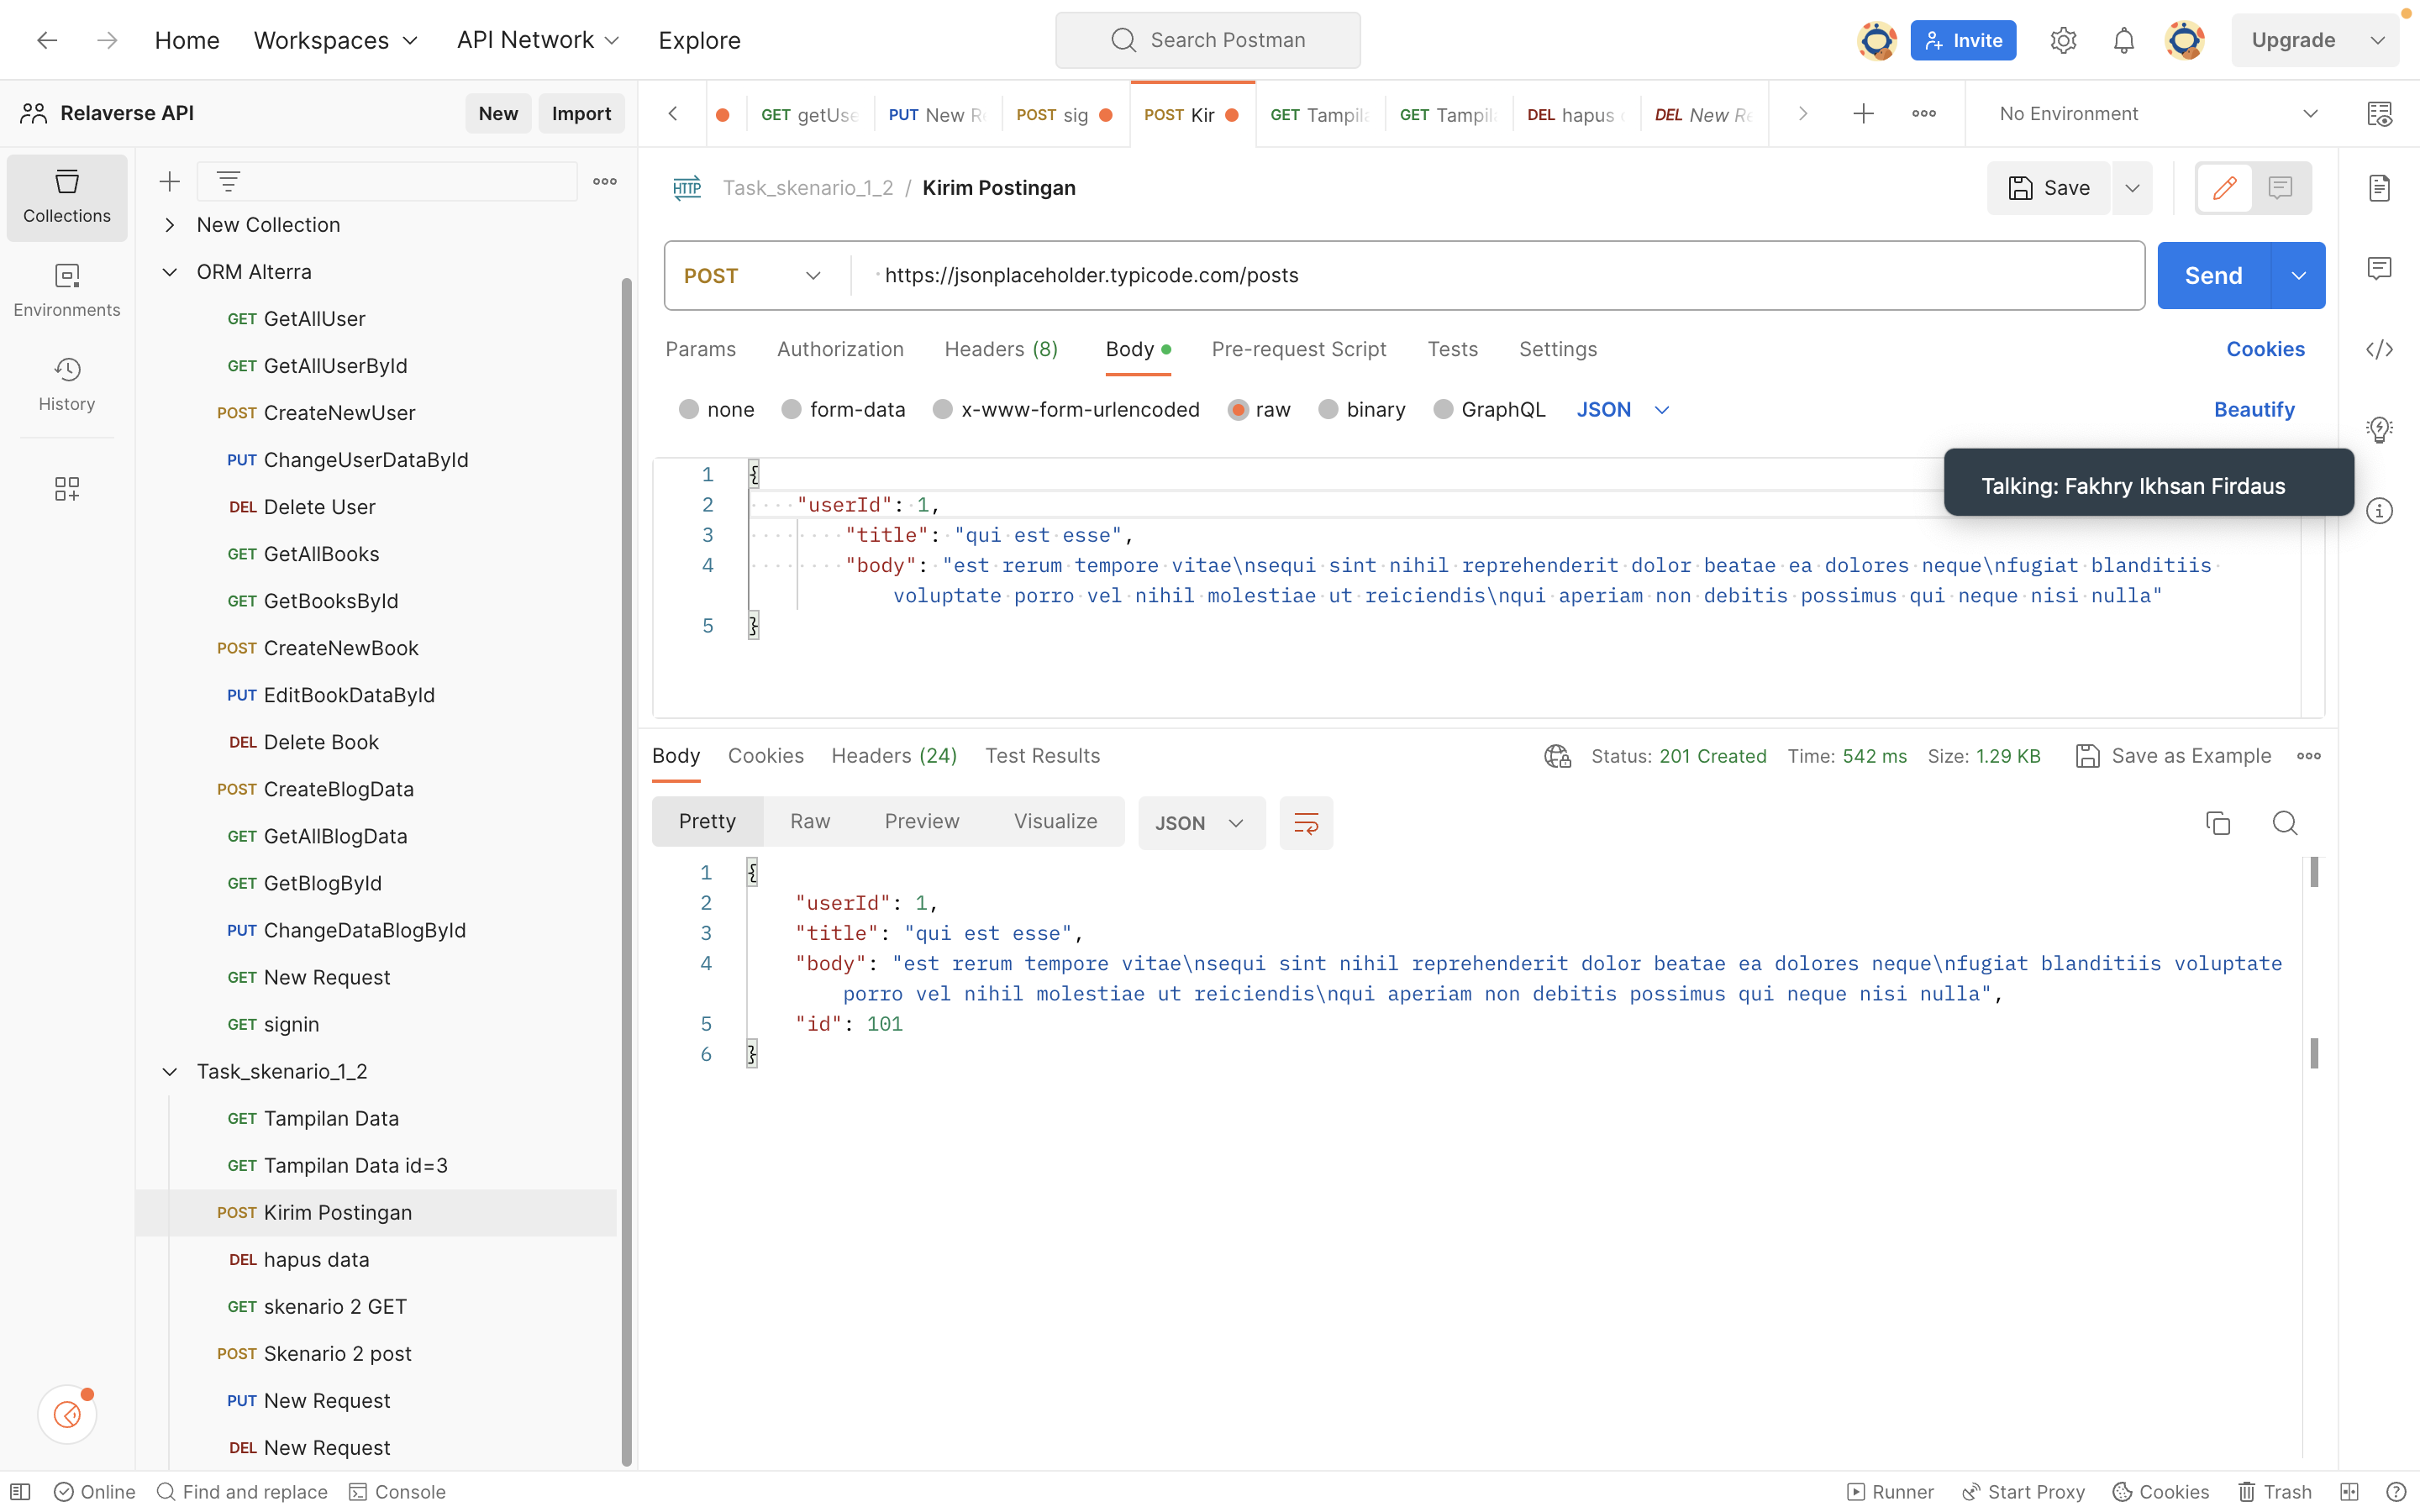 Home Workspaces API Network Explore Search Postman Invite Upgrade
Relaverse API New Import
GET getUse PUT New R POST sig POST Kir GET Tampil GET Tampil DEL hapus DEL New Re No Environment
Collections
Environments
History
New Collection
ORM Alterra
GET GetAllUser
GET GetAllUserById
POST CreateNewUser
PUT ChangeUserDataById
DEL Delete User
GET GetAllBooks
GET GetBooksById
POST CreateNewBook
PUT EditBookDataById
DEL Delete Book
POST CreateBlogData
GET GetAllBlogData
GET GetBlogById
PUT ChangeDataBlogById
GET New Request
GET signin
Task_skenario_1_2
GET Tampilan Data
GET Tampilan Data id=3
POST Kirim Postingan
DEL hapus data
GET skenario 2 GET
POST Skenario 2 post
PUT New Request
DEL New Request
HTTP Task_skenario_1_2 / Kirim Postingan Save
POST https://jsonplaceholder.typicode.com/posts Send
Params Authorization Headers (8) Body Pre-request Script Tests Settings Cookies
none form-data x-www-form-urlencoded raw binary GraphQL JSON Beautify
Talking: Fakhry Ikhsan Firdaus
1 {
2 "userId": 1,
3 "title": "qui est esse",
4 "body": "est rerum tempore vitae\nsequi sint nihil reprehenderit dolor beatae ea dolores neque\nfugiat blanditiis
voluptate porro vel nihil molestiae ut reiciendis\nqui aperiam non debitis possimus qui neque nisi nulla"
5 }
Body Cookies Headers (24) Test Results Status: 201 Created Time: 542 ms Size: 1.29 KB Save as Example
Pretty Raw Preview Visualize JSON
1 {
2 "userId": 1,
3 "title": "qui est esse",
4 "body": "est rerum tempore vitae\nsequi sint nihil reprehenderit dolor beatae ea dolores neque\nfugiat blanditiis voluptate
porro vel nihil molestiae ut reiciendis\nqui aperiam non debitis possimus qui neque nisi nulla",
5 "id": 101
6 }
Online Find and replace Console Runner Start Proxy Cookies Trash